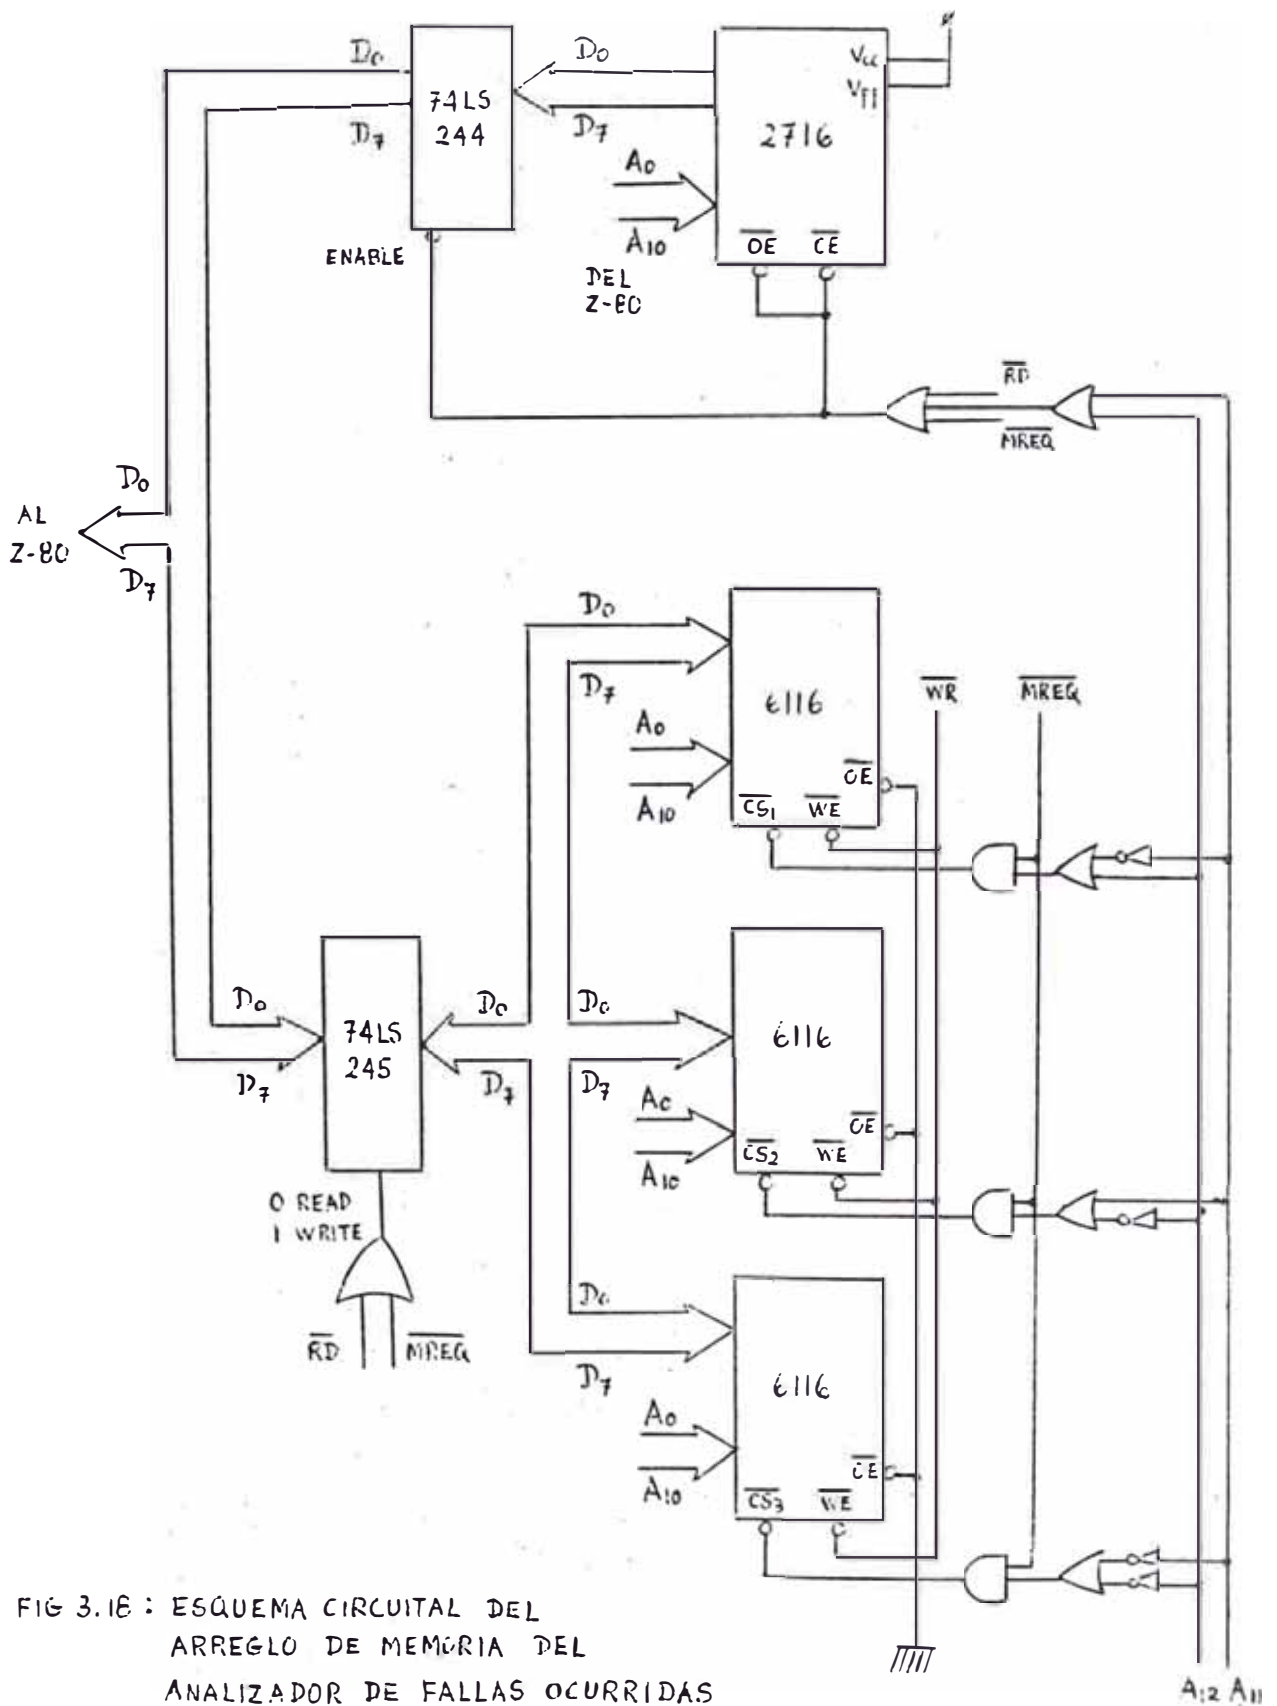 D0
D7
74LS
244
ENABLE
D0
D7
A0
A10
DEL
Z-80
2716
Vcc
VPP
OE
CE
RD
MREQ
AL
Z-80
D0
D7
D0
D7
A0
A10
6116
CS1
WE
OE
WR
MREQ
D0
D7
74LS
245
0 READ
1 WRITE
RD
MREQ
D0
D7
D0
D7
A0
A10
6116
CS2
WE
OE
D0
D7
A0
A10
6116
CS3
WE
OE
A12 A11
FIG 3.18: ESQUEMA CIRCUITAL DEL
ARREGLO DE MEMORIA DEL
ANALIZADOR DE FALLAS OCURRIDAS